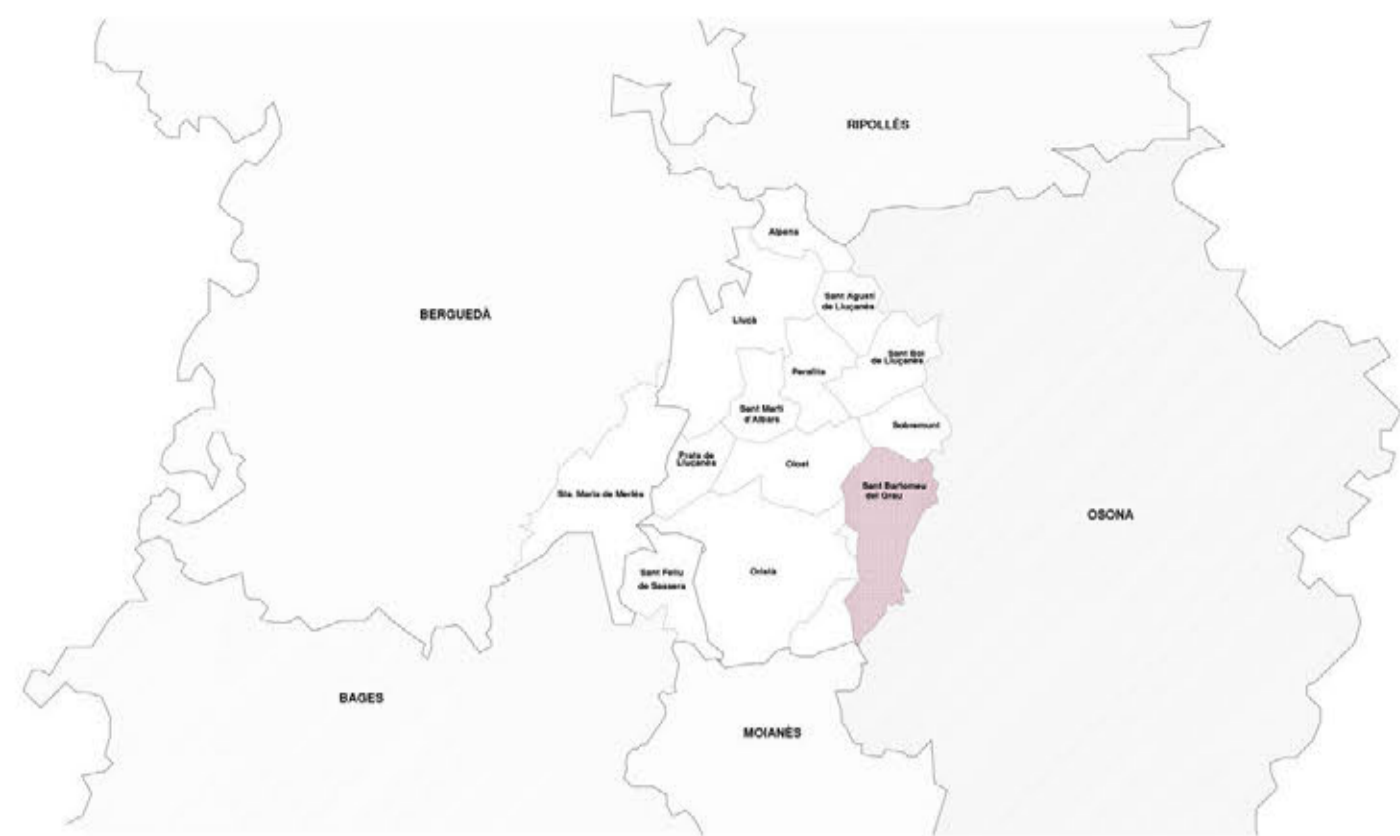 RIPOLLÈS
Alpens
Sant Agustí
de Lluçanès
BERGUEDÀ
Lluçà
Sant Boi
de Lluçanès
Perafita
Sant Martí
d'Albars
Sobremunt
Prats de
Lluçanès
Olost
Sant Bartomeu
del Grau
Sta. Maria de Merlès
OSONA
Sant Feliu
de Sasserra
Oristà
BAGES
MOIANÈS